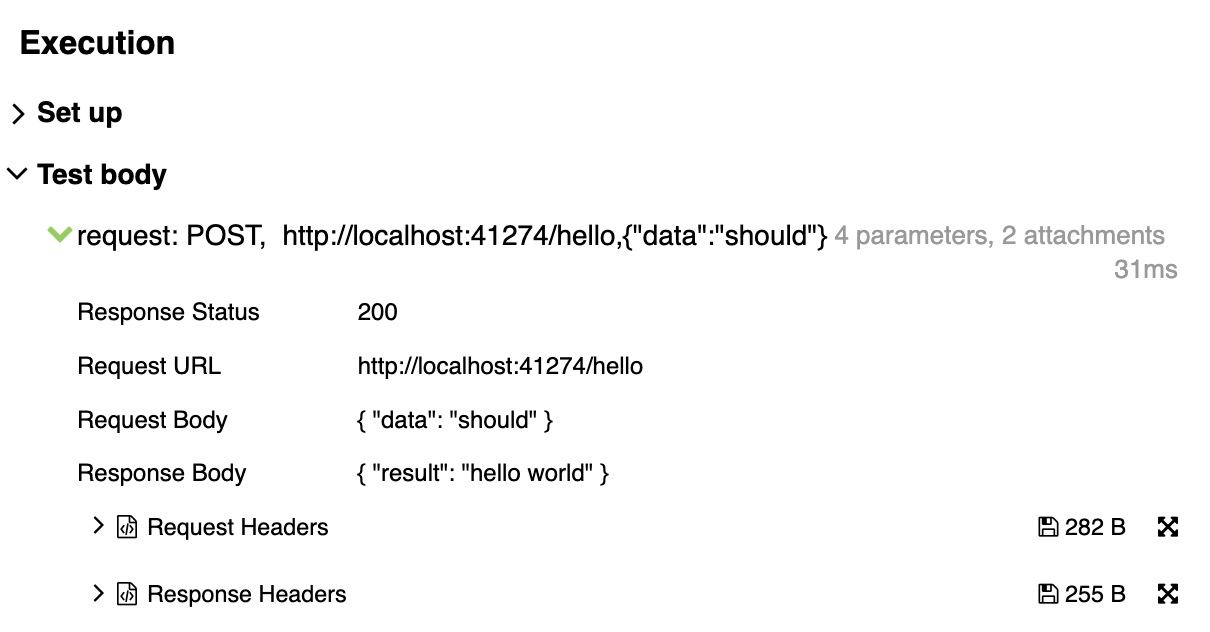 Execution
Set up
Test body
request: POST,  http://localhost:41274/hello,{"data":"should"} 4 parameters, 2 attachments
31ms
Response Status 200
Request URL http://localhost:41274/hello
Request Body { "data": "should" }
Response Body { "result": "hello world" }
Request Headers 282 B
Response Headers 255 B